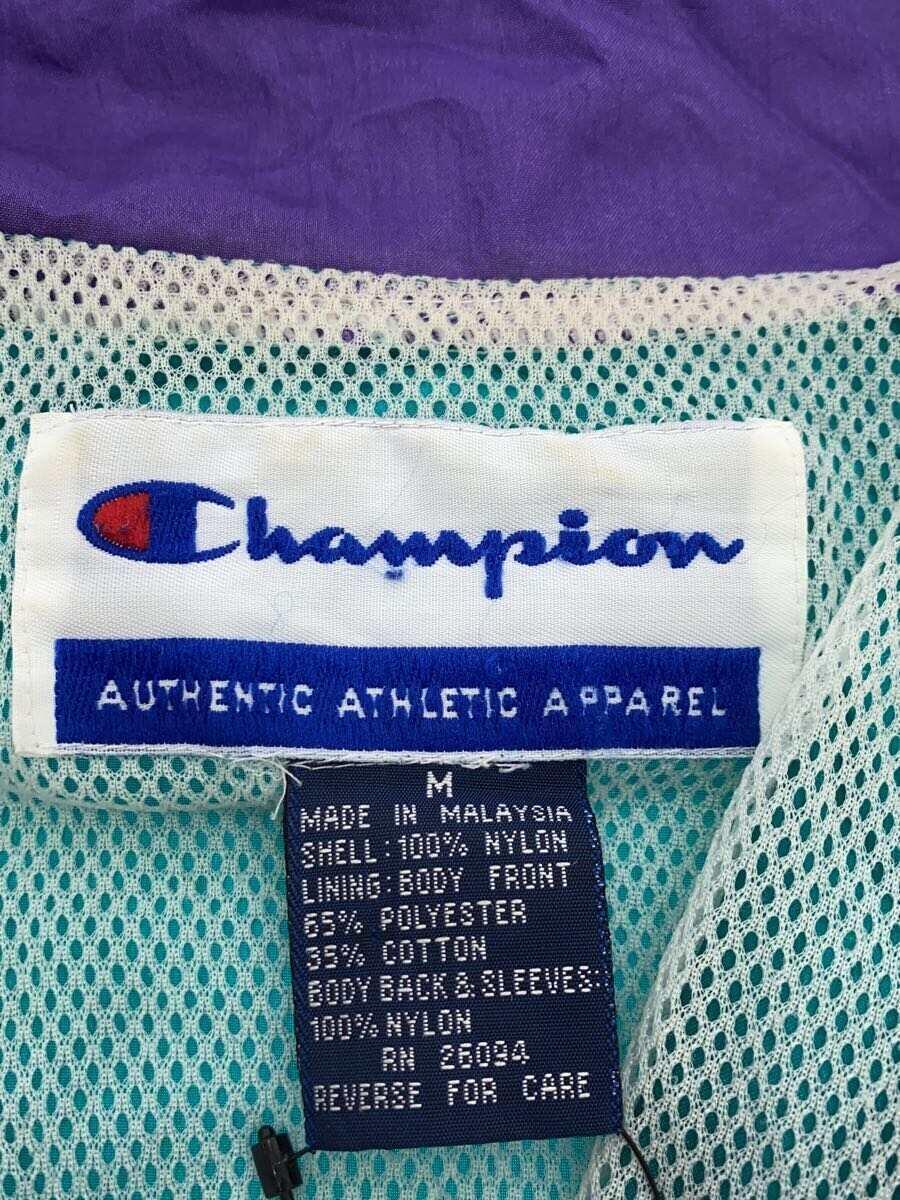 Champion
AUTHENTIC ATHLETIC APPAREL
M
MADE IN MALAYSIA
SHELL: 100% NYLON
LINING: BODY FRONT
65% POLYESTER
35% COTTON
BODY BACK & SLEEVES:
100% NYLON
RN 26094
REVERSE FOR CARE